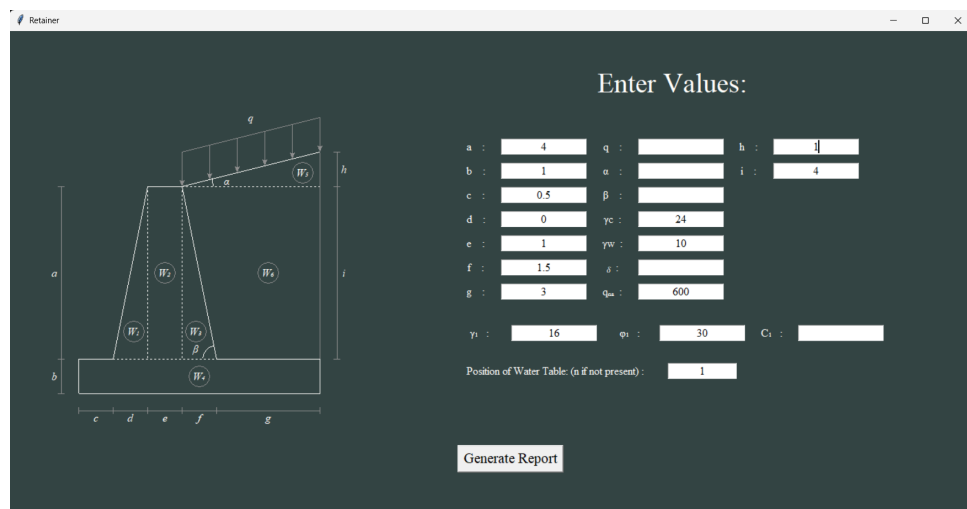 Retainer
Enter Values:
q
h
α
W₅
a
W₂
W₆
i
W₁
W₃
β
b
W₄
c d e f g
a : 4 q : h : 1
b : 1 α : i : 4
c : 0.5 β :
d : 0 γc : 24
e : 1 γw : 10
f : 1.5 δ :
g : 3 qₙₐ : 600
γ₁ : 16 φ₁ : 30 C₁ :
Position of Water Table: (n if not present) : 1
Generate Report